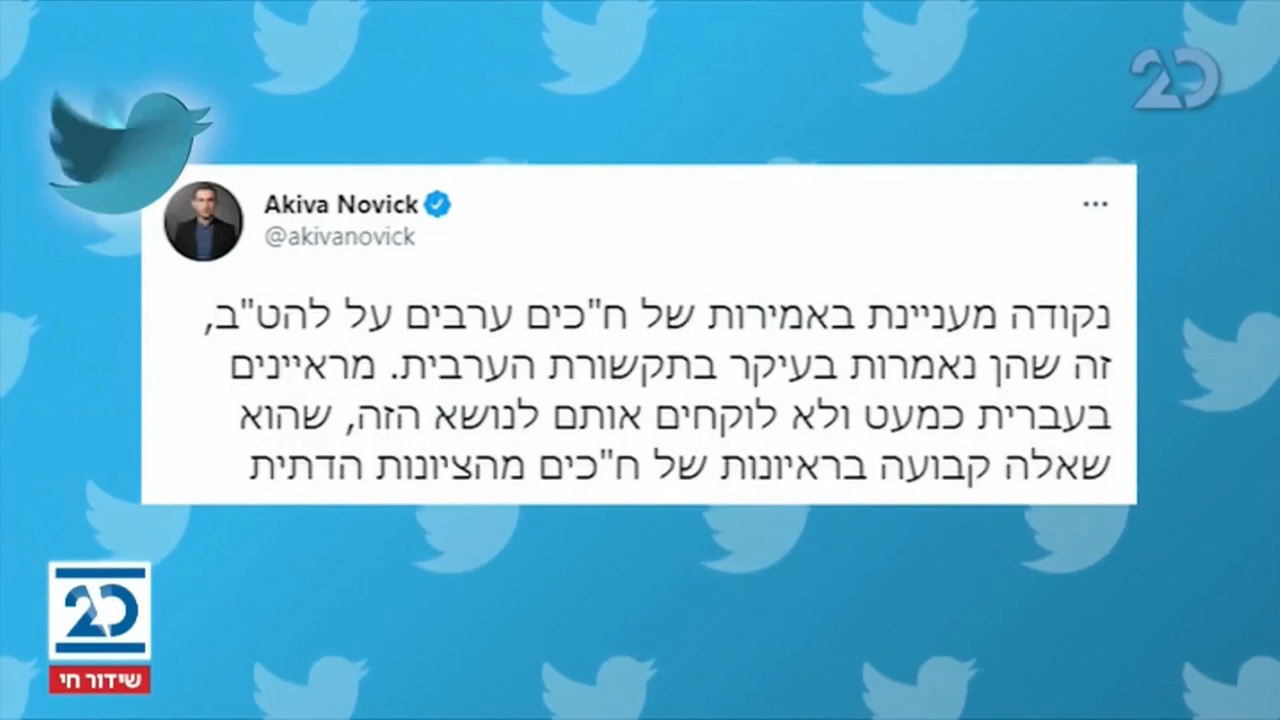 20
Akiva Novick
@akivanovick
נקודה מעניינת באמירות של ח"כים ערבים על להט"ב,
זה שהן נאמרות בעיקר בתקשורת הערבית. מראיינים
בעברית כמעט ולא לוקחים אותם לנושא הזה, שהוא
שאלה קבועה בראיונות של ח"כים מהציונות הדתית
20
שידור חי